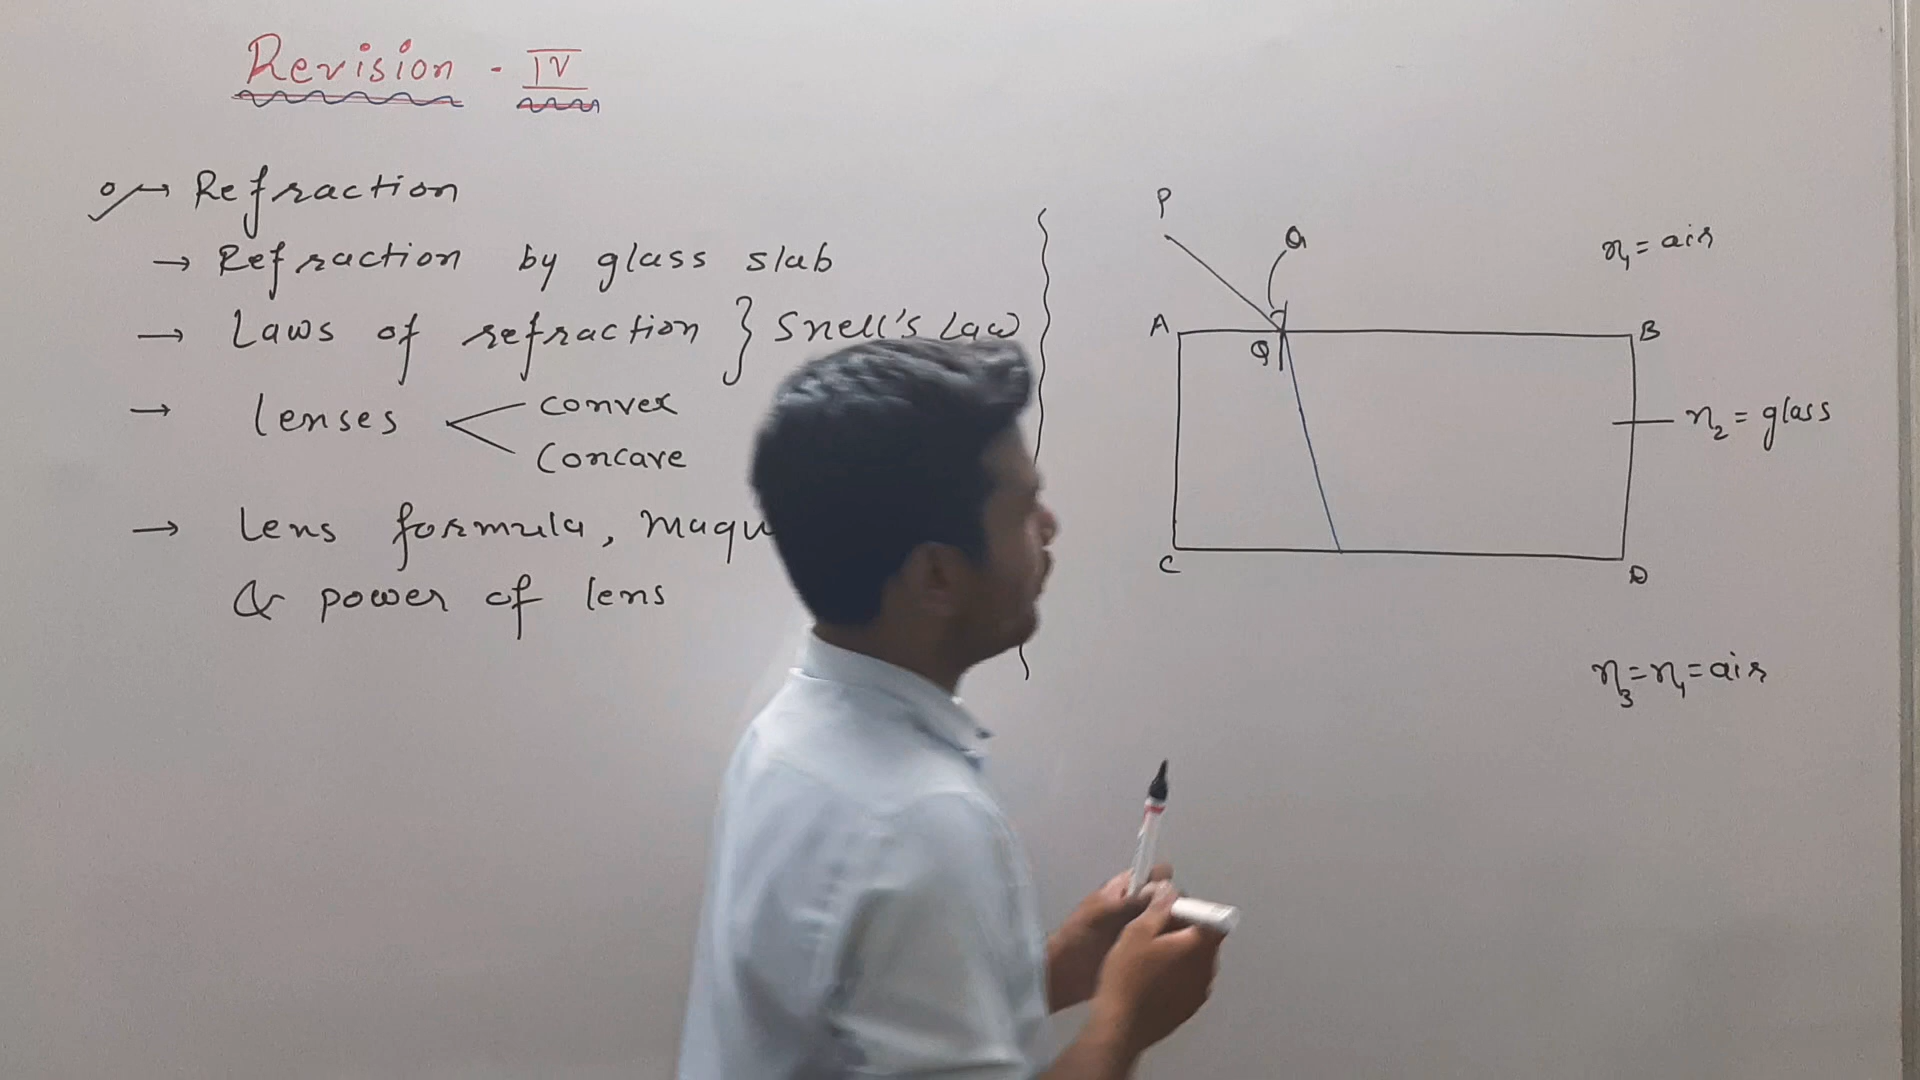 Revision - IV
→ Refraction
→ Refraction by glass slab
→ Laws of refraction } Snell's Law
→ lenses
convex
concave
→ lens formula,
& power of lens
P
Q
n₁ = air
A
B
Q
n₂ = glass
C
D
n₃ = n₁ = air